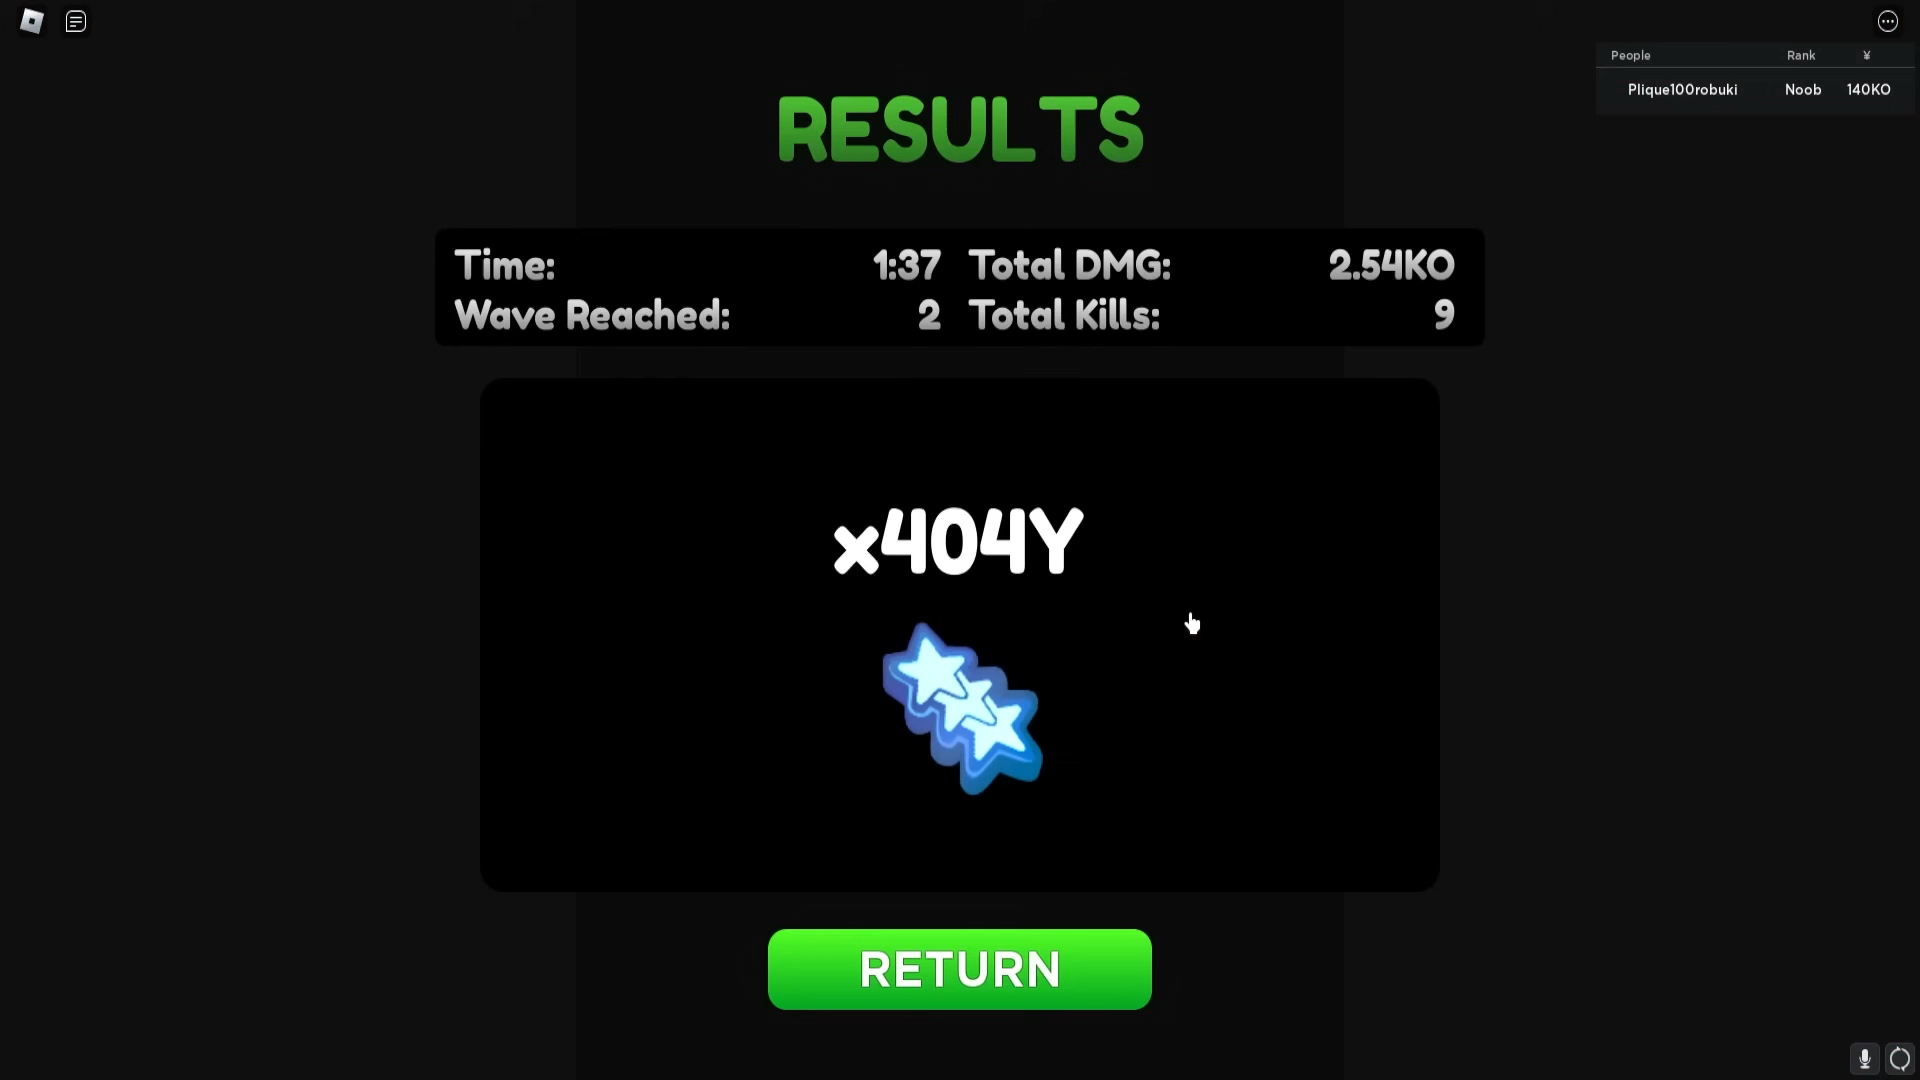 People Rank ¥
Plique100robuki Noob 140KO
RESULTS
Time: 1:37 Total DMG: 2.54KO
Wave Reached: 2 Total Kills: 9
x404Y
RETURN